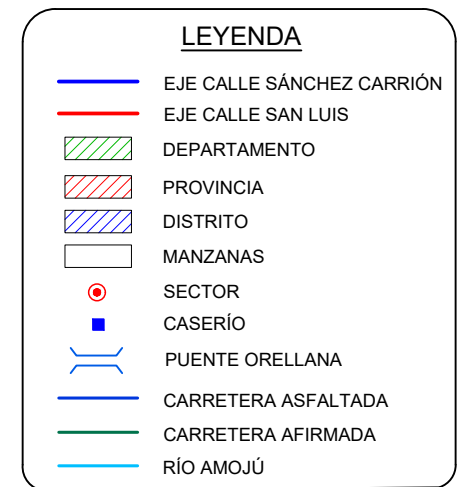 LEYENDA
EJE CALLE SÁNCHEZ CARRIÓN
EJE CALLE SAN LUIS
DEPARTAMENTO
PROVINCIA
DISTRITO
MANZANAS
SECTOR
CASERÍO
PUENTE ORELLANA
CARRETERA ASFALTADA
CARRETERA AFIRMADA
RÍO AMOJÚ